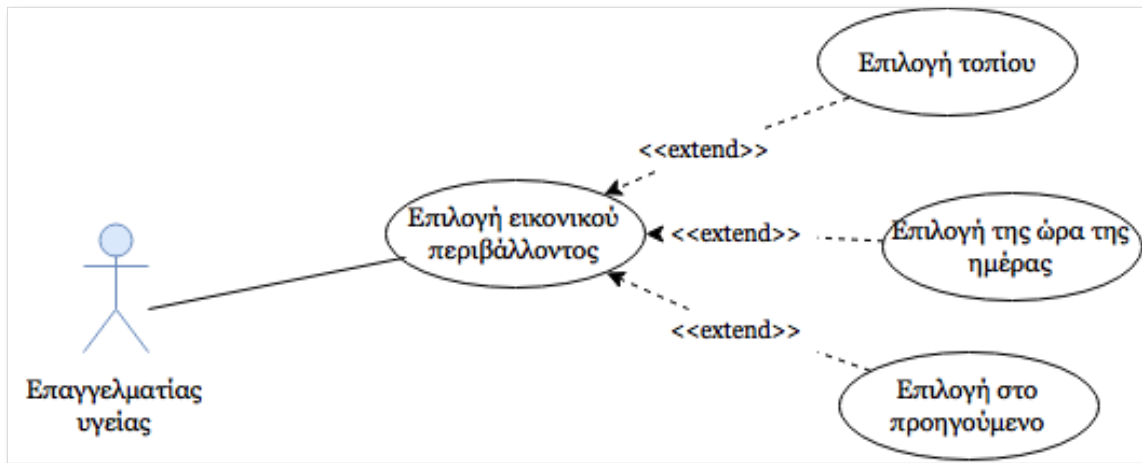 Επιλογή τοπίου
<<extend>>
Επιλογή εικονικού
περιβάλλοντος
<<extend>>
Επιλογή της ώρα της
ημέρας
<<extend>>
Επαγγελματίας
υγείας
Επιλογή στο
προηγούμενο